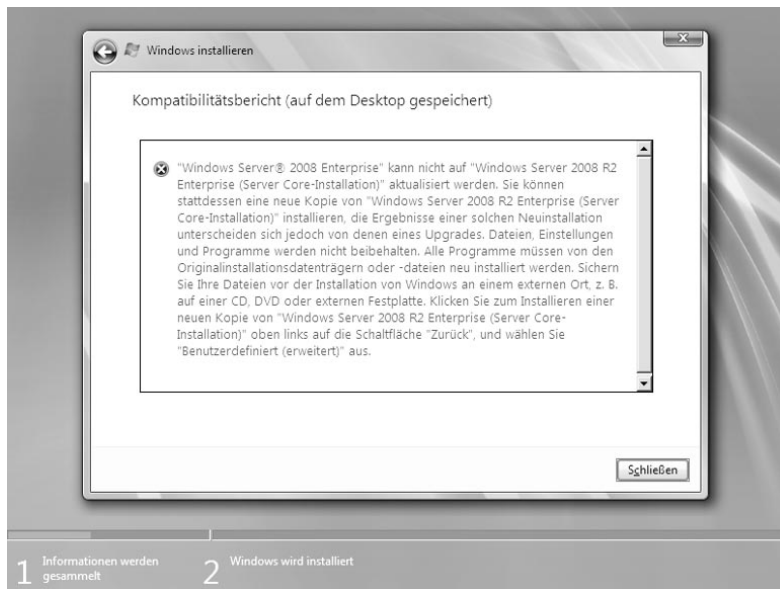 Windows installieren
Kompatibilitätsbericht (auf dem Desktop gespeichert)
"Windows Server® 2008 Enterprise" kann nicht auf "Windows Server 2008 R2
Enterprise (Server Core-Installation)" aktualisiert werden. Sie können
stattdessen eine neue Kopie von "Windows Server 2008 R2 Enterprise (Server
Core-Installation)" installieren, die Ergebnisse einer solchen Neuinstallation
unterscheiden sich jedoch von denen eines Upgrades. Dateien, Einstellungen
und Programme werden nicht beibehalten. Alle Programme müssen von den
Originalinstallationsdatenträgern oder -dateien neu installiert werden. Sichern
Sie Ihre Dateien vor der Installation von Windows an einem externen Ort, z. B.
auf einer CD, DVD oder externen Festplatte. Klicken Sie zum Installieren einer
neuen Kopie von "Windows Server 2008 R2 Enterprise (Server Core-
Installation)" oben links auf die Schaltfläche "Zurück", und wählen Sie
"Benutzerdefiniert (erweitert)" aus.
Schließen
1 Informationen werden
gesammelt
2 Windows wird installiert